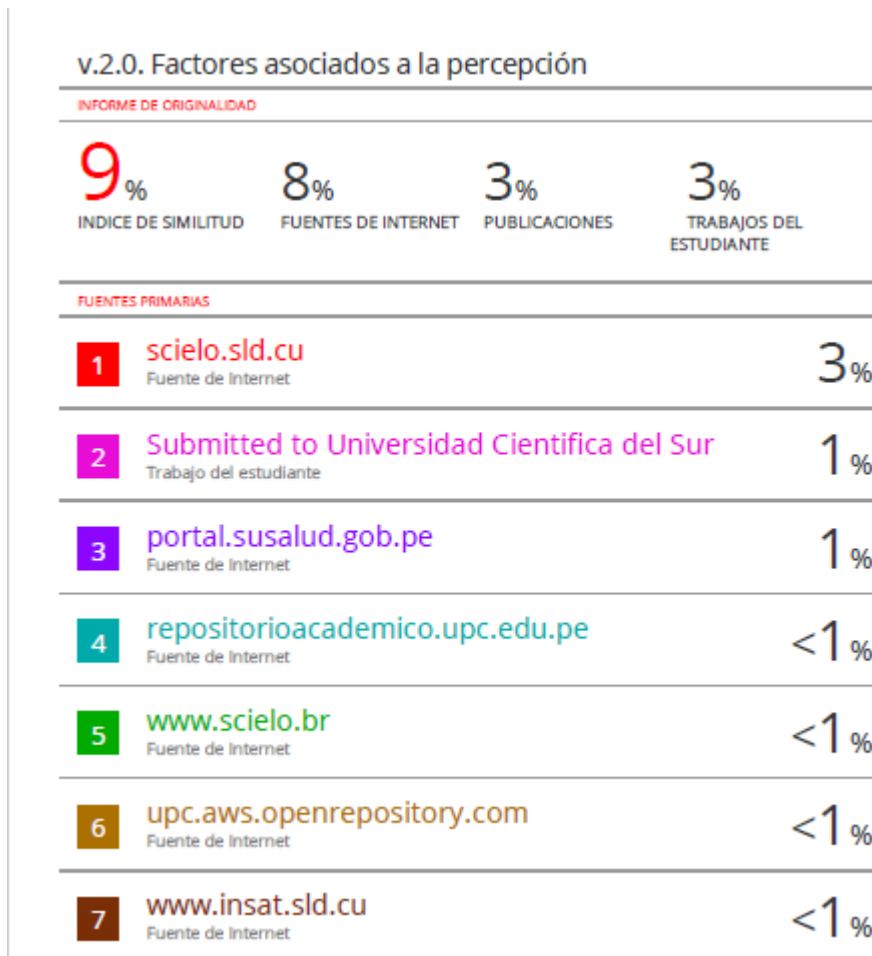 v.2.0. Factores asociados a la percepción
INFORME DE ORIGINALIDAD
9% 8% 3% 3%
INDICE DE SIMILITUD FUENTES DE INTERNET PUBLICACIONES TRABAJOS DEL
ESTUDIANTE
FUENTES PRIMARIAS
1 scielo.sld.cu 3%
Fuente de Internet
2 Submitted to Universidad Cientifica del Sur 1%
Trabajo del estudiante
3 portal.susalud.gob.pe 1%
Fuente de Internet
4 repositorioacademico.upc.edu.pe <1%
Fuente de Internet
5 www.scielo.br <1%
Fuente de Internet
6 upc.aws.openrepository.com <1%
Fuente de Internet
7 www.insat.sld.cu <1%
Fuente de Internet